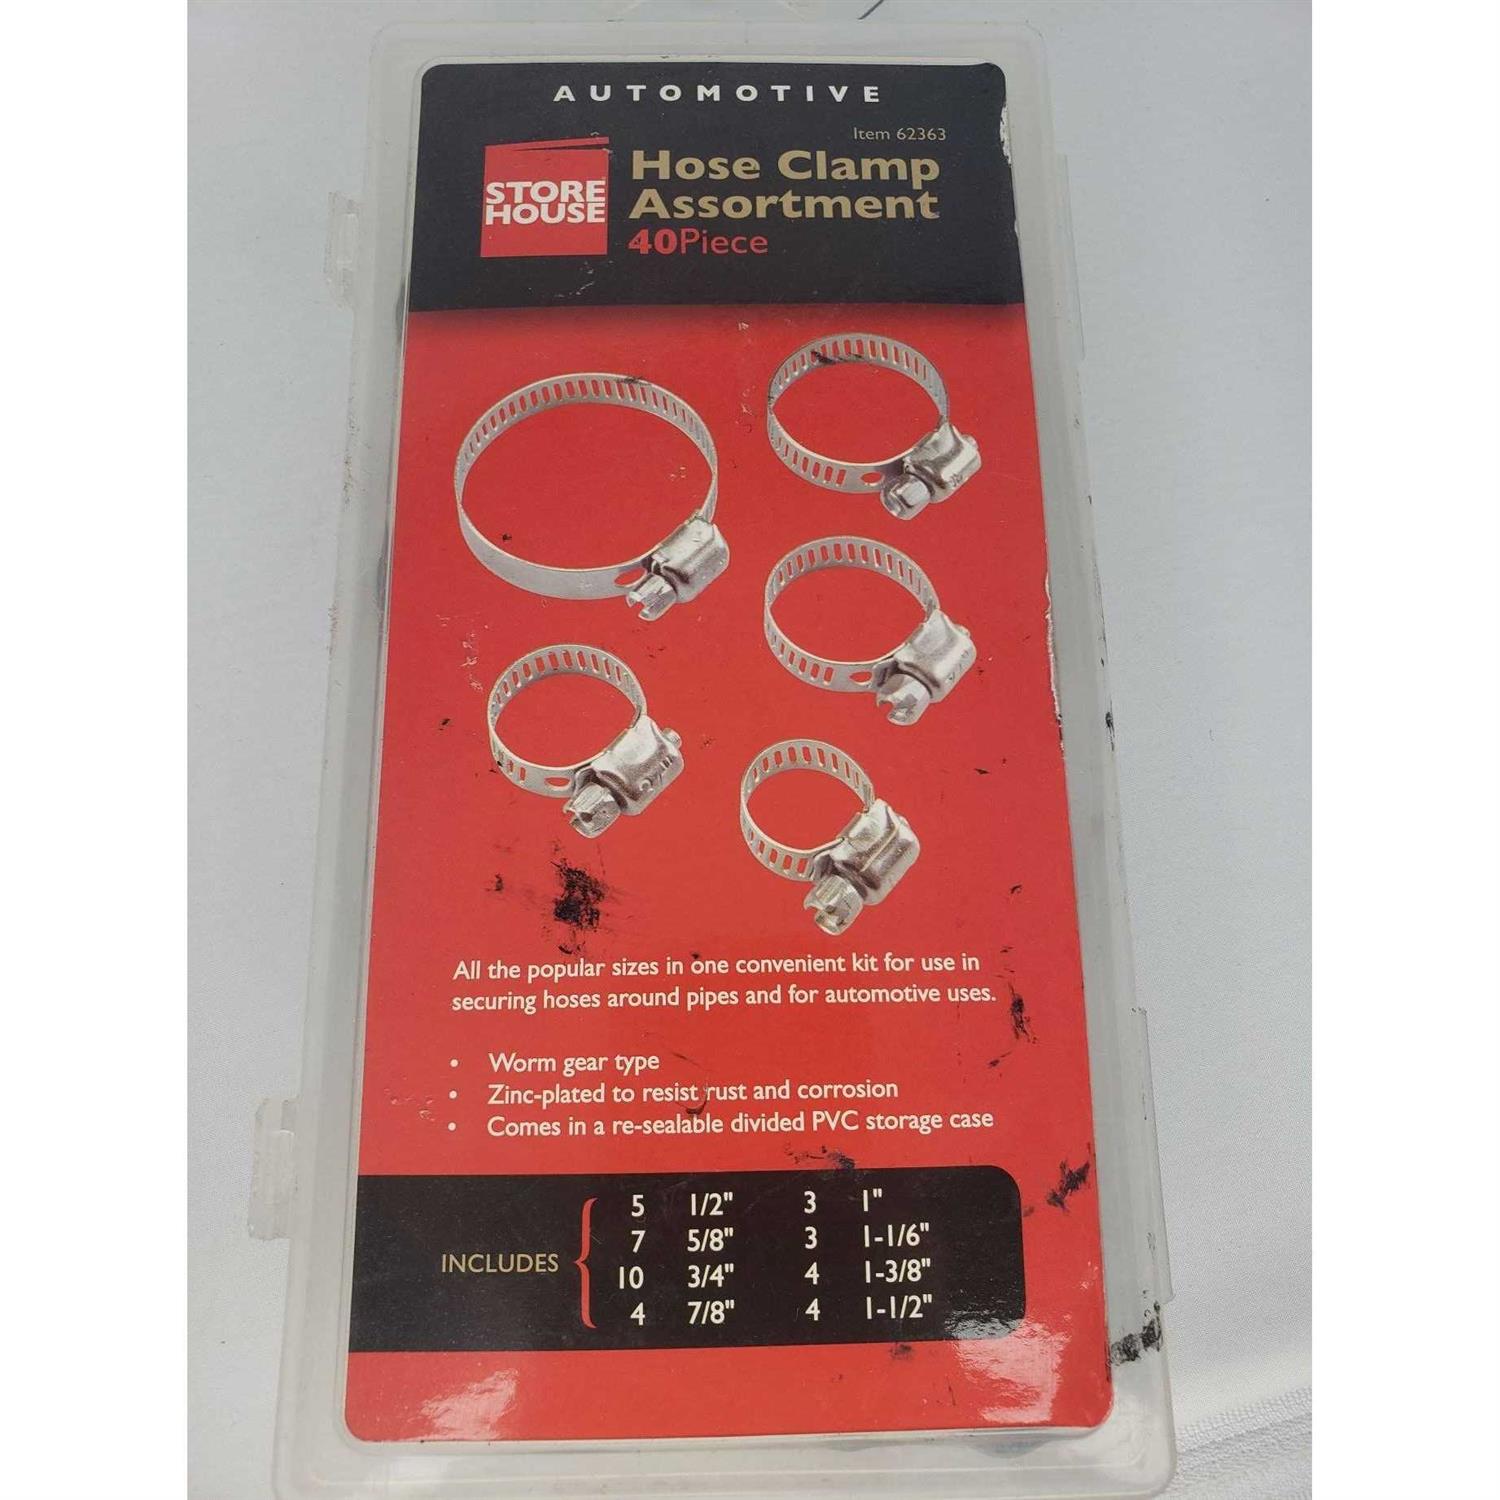 AUTOMOTIVE
Item 62363
STORE
HOUSE
Hose Clamp
Assortment
40Piece
All the popular sizes in one convenient kit for use in
securing hoses around pipes and for automotive uses.
• Worm gear type
• Zinc-plated to resist rust and corrosion
• Comes in a re-sealable divided PVC storage case
INCLUDES
5 1/2" 3 1"
7 5/8" 3 1-1/6"
10 3/4" 4 1-3/8"
4 7/8" 4 1-1/2"